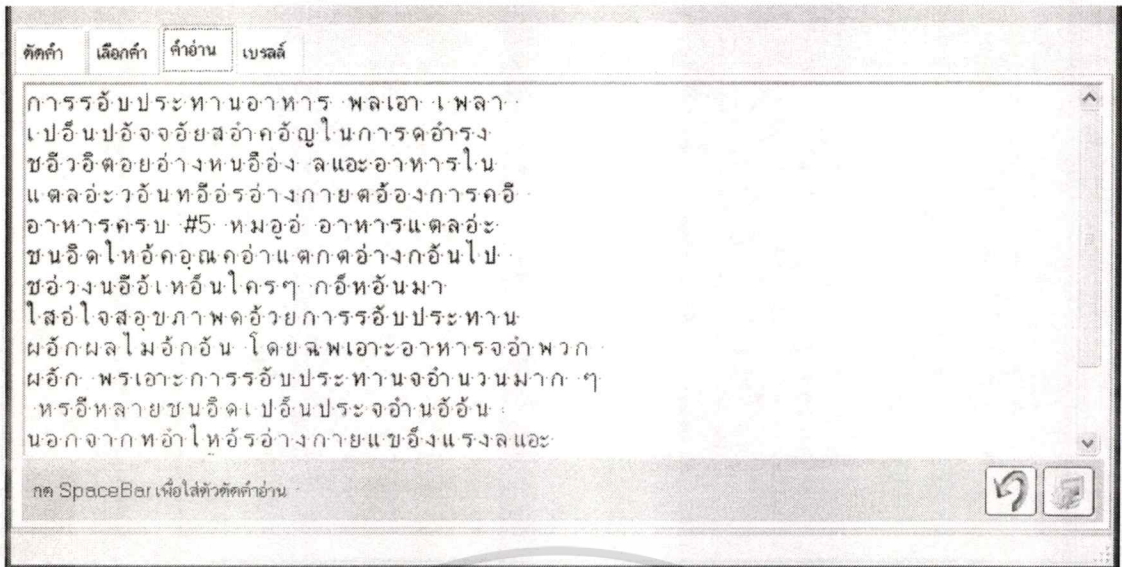 ตัดคำ เลือกคำ คำอ่าน เบรลล์
การรอ้บประทานอาหาร พลเอา เพลา
เปอ็นปอ้จจอ้ยสอำคอ้ญในการดอำรง
ชอีวอิตอยอ่างหนอึอ่ง ลแอะอาหารใน
แตลอ่ะวอ้นทอีอ่รอ่างกายตอ้องการคอื
อาหารครบ #5 หมอูอ่ อาหารแตลอ่ะ
ชนอิดใหอ้คอุณคอ่าแตกตอ่างกอ้นไป
ชอ่วงนอีอ้เหอ็นใครๆ กอ็หอ้นมา
ใสอ่ใจสอุขภาพดอ้วยการรอ้บประทาน
ผอ้กผลไมอ้กอ้น โดยฉพเอาะอาหารจอำพวก
ผอ้ก พรเอาะการรอ้บประทานจอำนวนมาก ๆ
หรอืหลายชนอิดเปอ็นประจอำนอ้อ้น
นอกจากทอำใหอ้รอ่างกายแขอ็งแรงลแอะ
กด SpaceBar เพื่อใส่ตัวตัดคำอ่าน